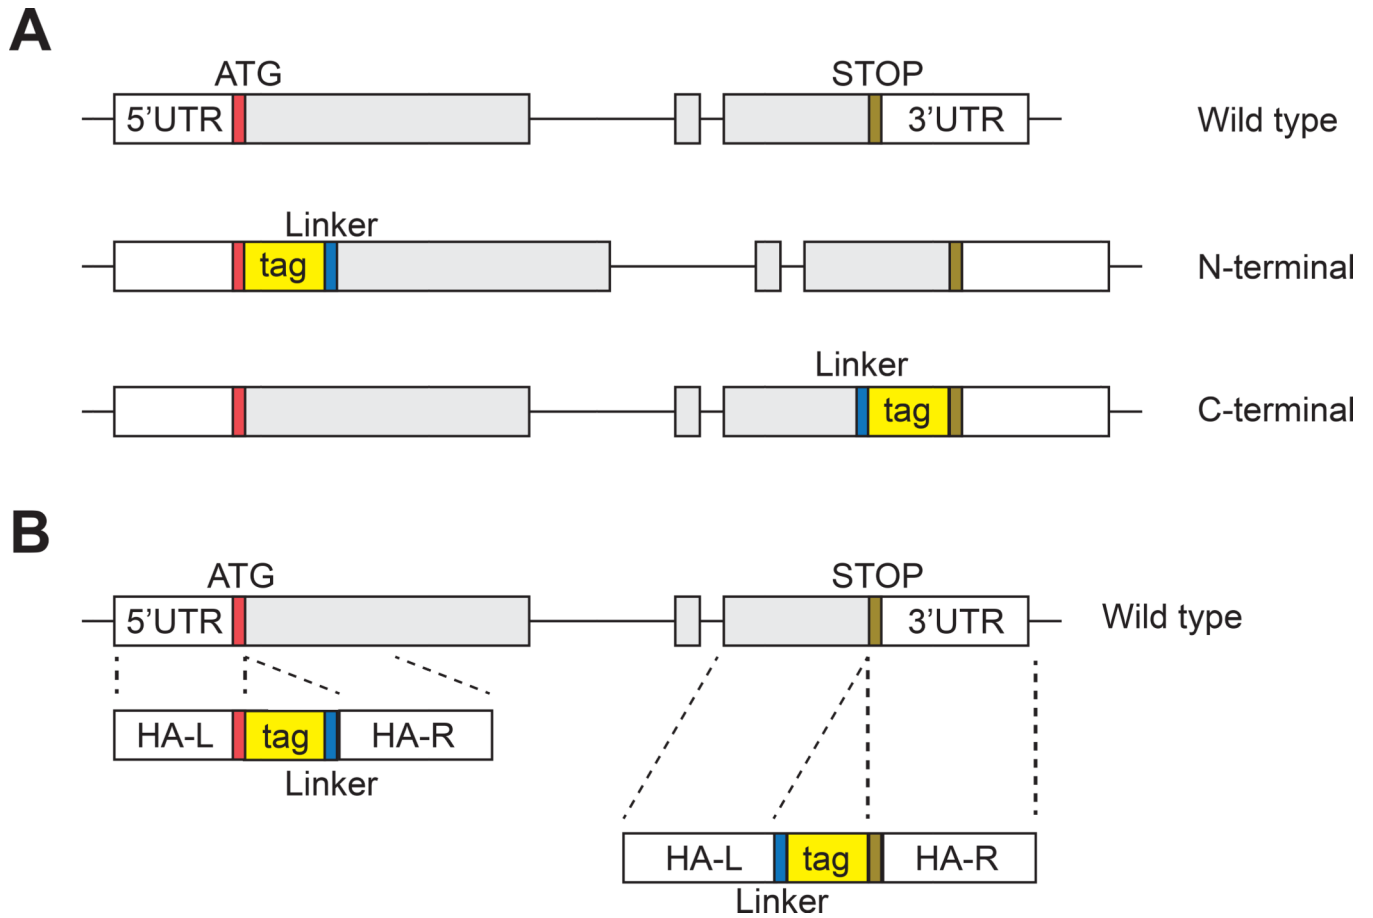 A
ATG STOP
5’UTR 3’UTR Wild type
Linker
tag N-terminal
Linker
tag C-terminal
B
ATG STOP
5’UTR 3’UTR Wild type
HA-L tag HA-R
Linker
HA-L tag HA-R
Linker